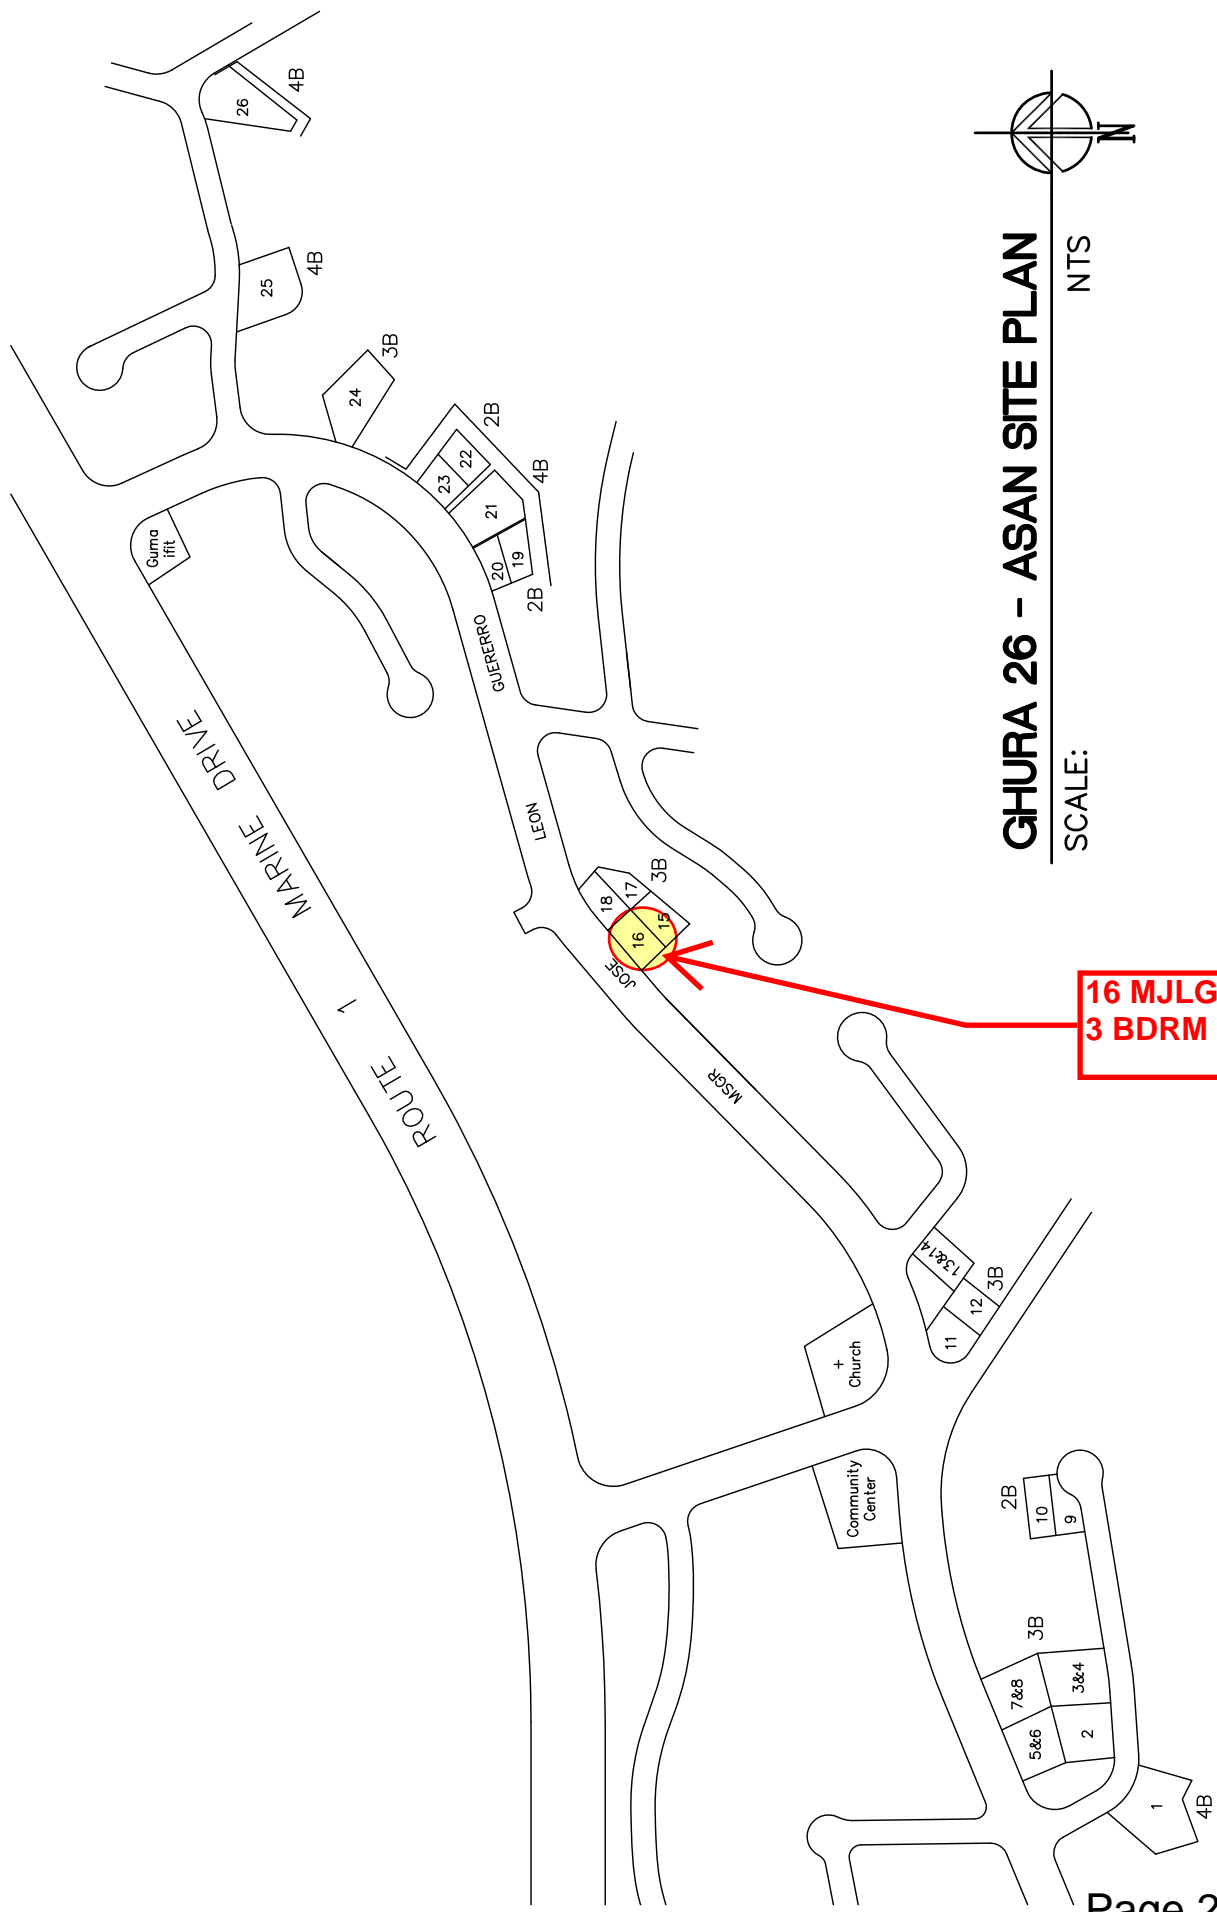 GHURA 26 - ASAN SITE PLAN
SCALE:
NTS
N
ROUTE 1 MARINE DRIVE
MSGR JOSE LEON GUERERRO
Guma
ifit
+
Church
Community
Center
26
4B
25
4B
24
3B
23
22
2B
21
4B
20
19
2B
18
17
3B
16
15
16 MJLG
3 BDRM
13&14
12
3B
11
2B
10
9
3B
7&8
3&4
5&6
2
1
4B
Page 2